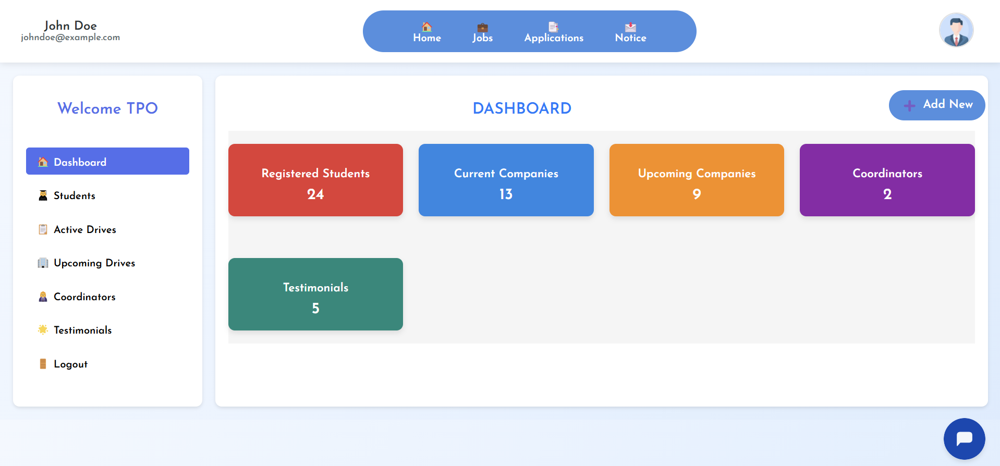 John Doe
johndoe@example.com
Home
Jobs
Applications
Notice
Welcome TPO
Dashboard
Students
Active Drives
Upcoming Drives
Coordinators
Testimonials
Logout
DASHBOARD
Add New
Registered Students
24
Current Companies
13
Upcoming Companies
9
Coordinators
2
Testimonials
5